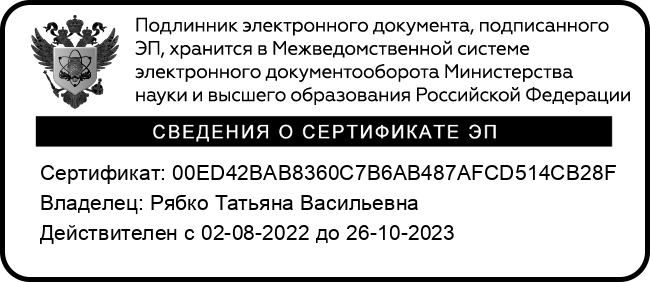 Подлинник электронного документа, подписанного
ЭП, хранится в Межведомственной системе
электронного документооборота Министерства
науки и высшего образования Российской Федерации
СВЕДЕНИЯ О СЕРТИФИКАТЕ ЭП
Сертификат: 00ED42BAB8360C7B6AB487AFCD514CB28F
Владелец: Рябко Татьяна Васильевна
Действителен с 02-08-2022 до 26-10-2023